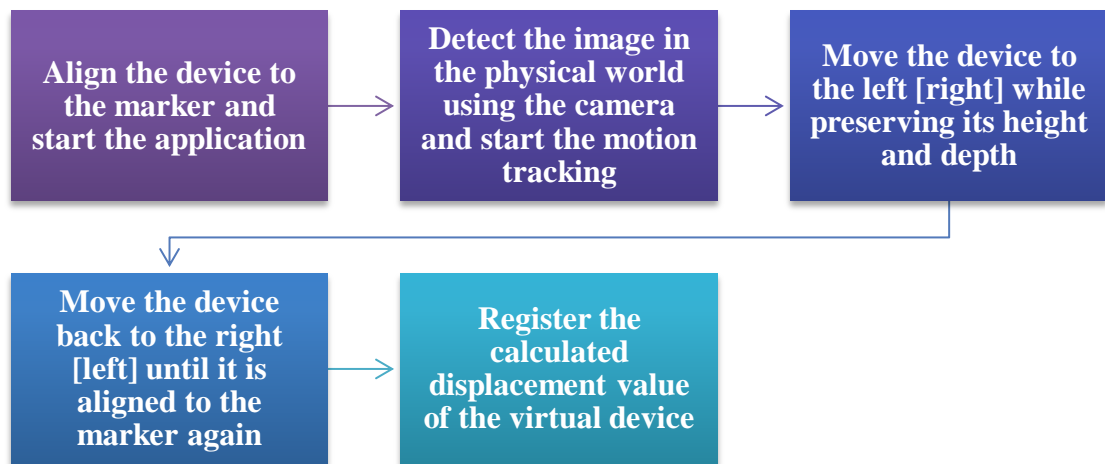 Align the device to
the marker and
start the application
Detect the image in
the physical world
using the camera
and start the motion
tracking
Move the device to
the left [right] while
preserving its height
and depth
Move the device
back to the right
[left] until it is
aligned to the
marker again
Register the
calculated
displacement value
of the virtual device